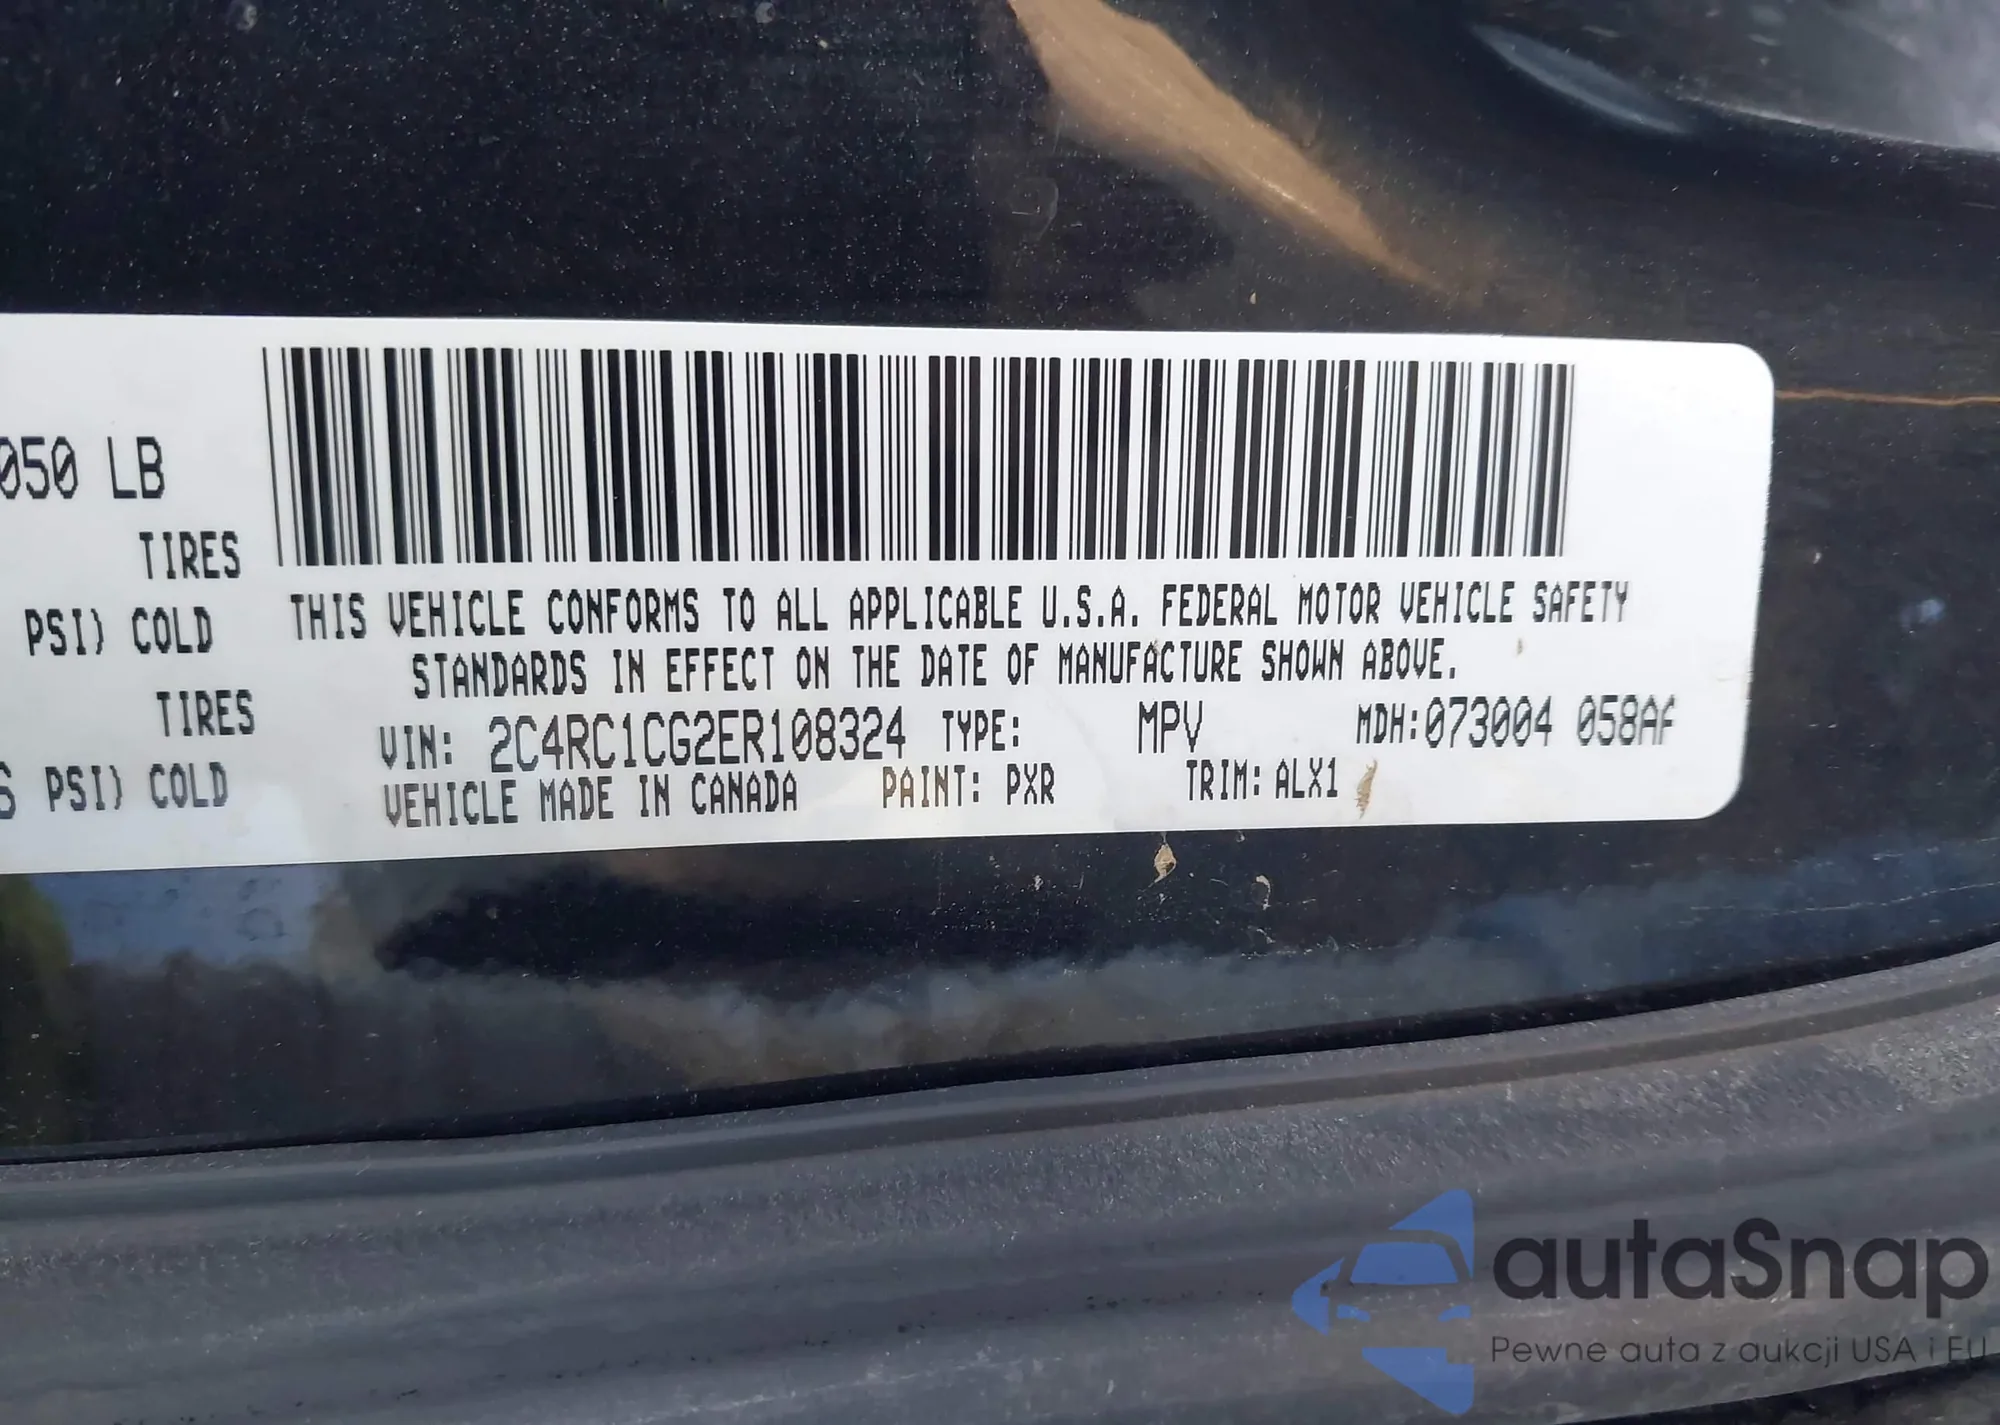 050 LB
TIRES
PSI) COLD
TIRES
PSI) COLD
THIS VEHICLE CONFORMS TO ALL APPLICABLE U.S.A. FEDERAL MOTOR VEHICLE SAFETY
STANDARDS IN EFFECT ON THE DATE OF MANUFACTURE SHOWN ABOVE.
VIN: 2C4RC1CG2ER108324 TYPE: MPV MDH:073004 058AF
VEHICLE MADE IN CANADA PAINT: PXR TRIM: ALX1
autaSnap
Pewne auta z aukcji USA i EU